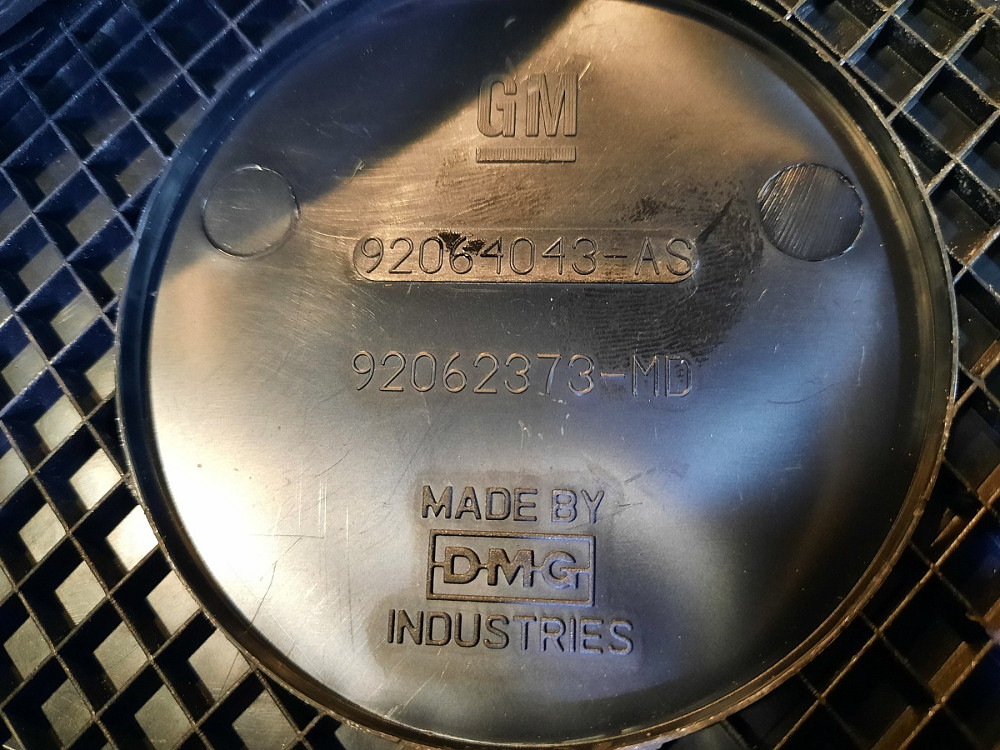 GM
92064043-AS
92062373-MD
MADE BY
DMG
INDUSTRIES